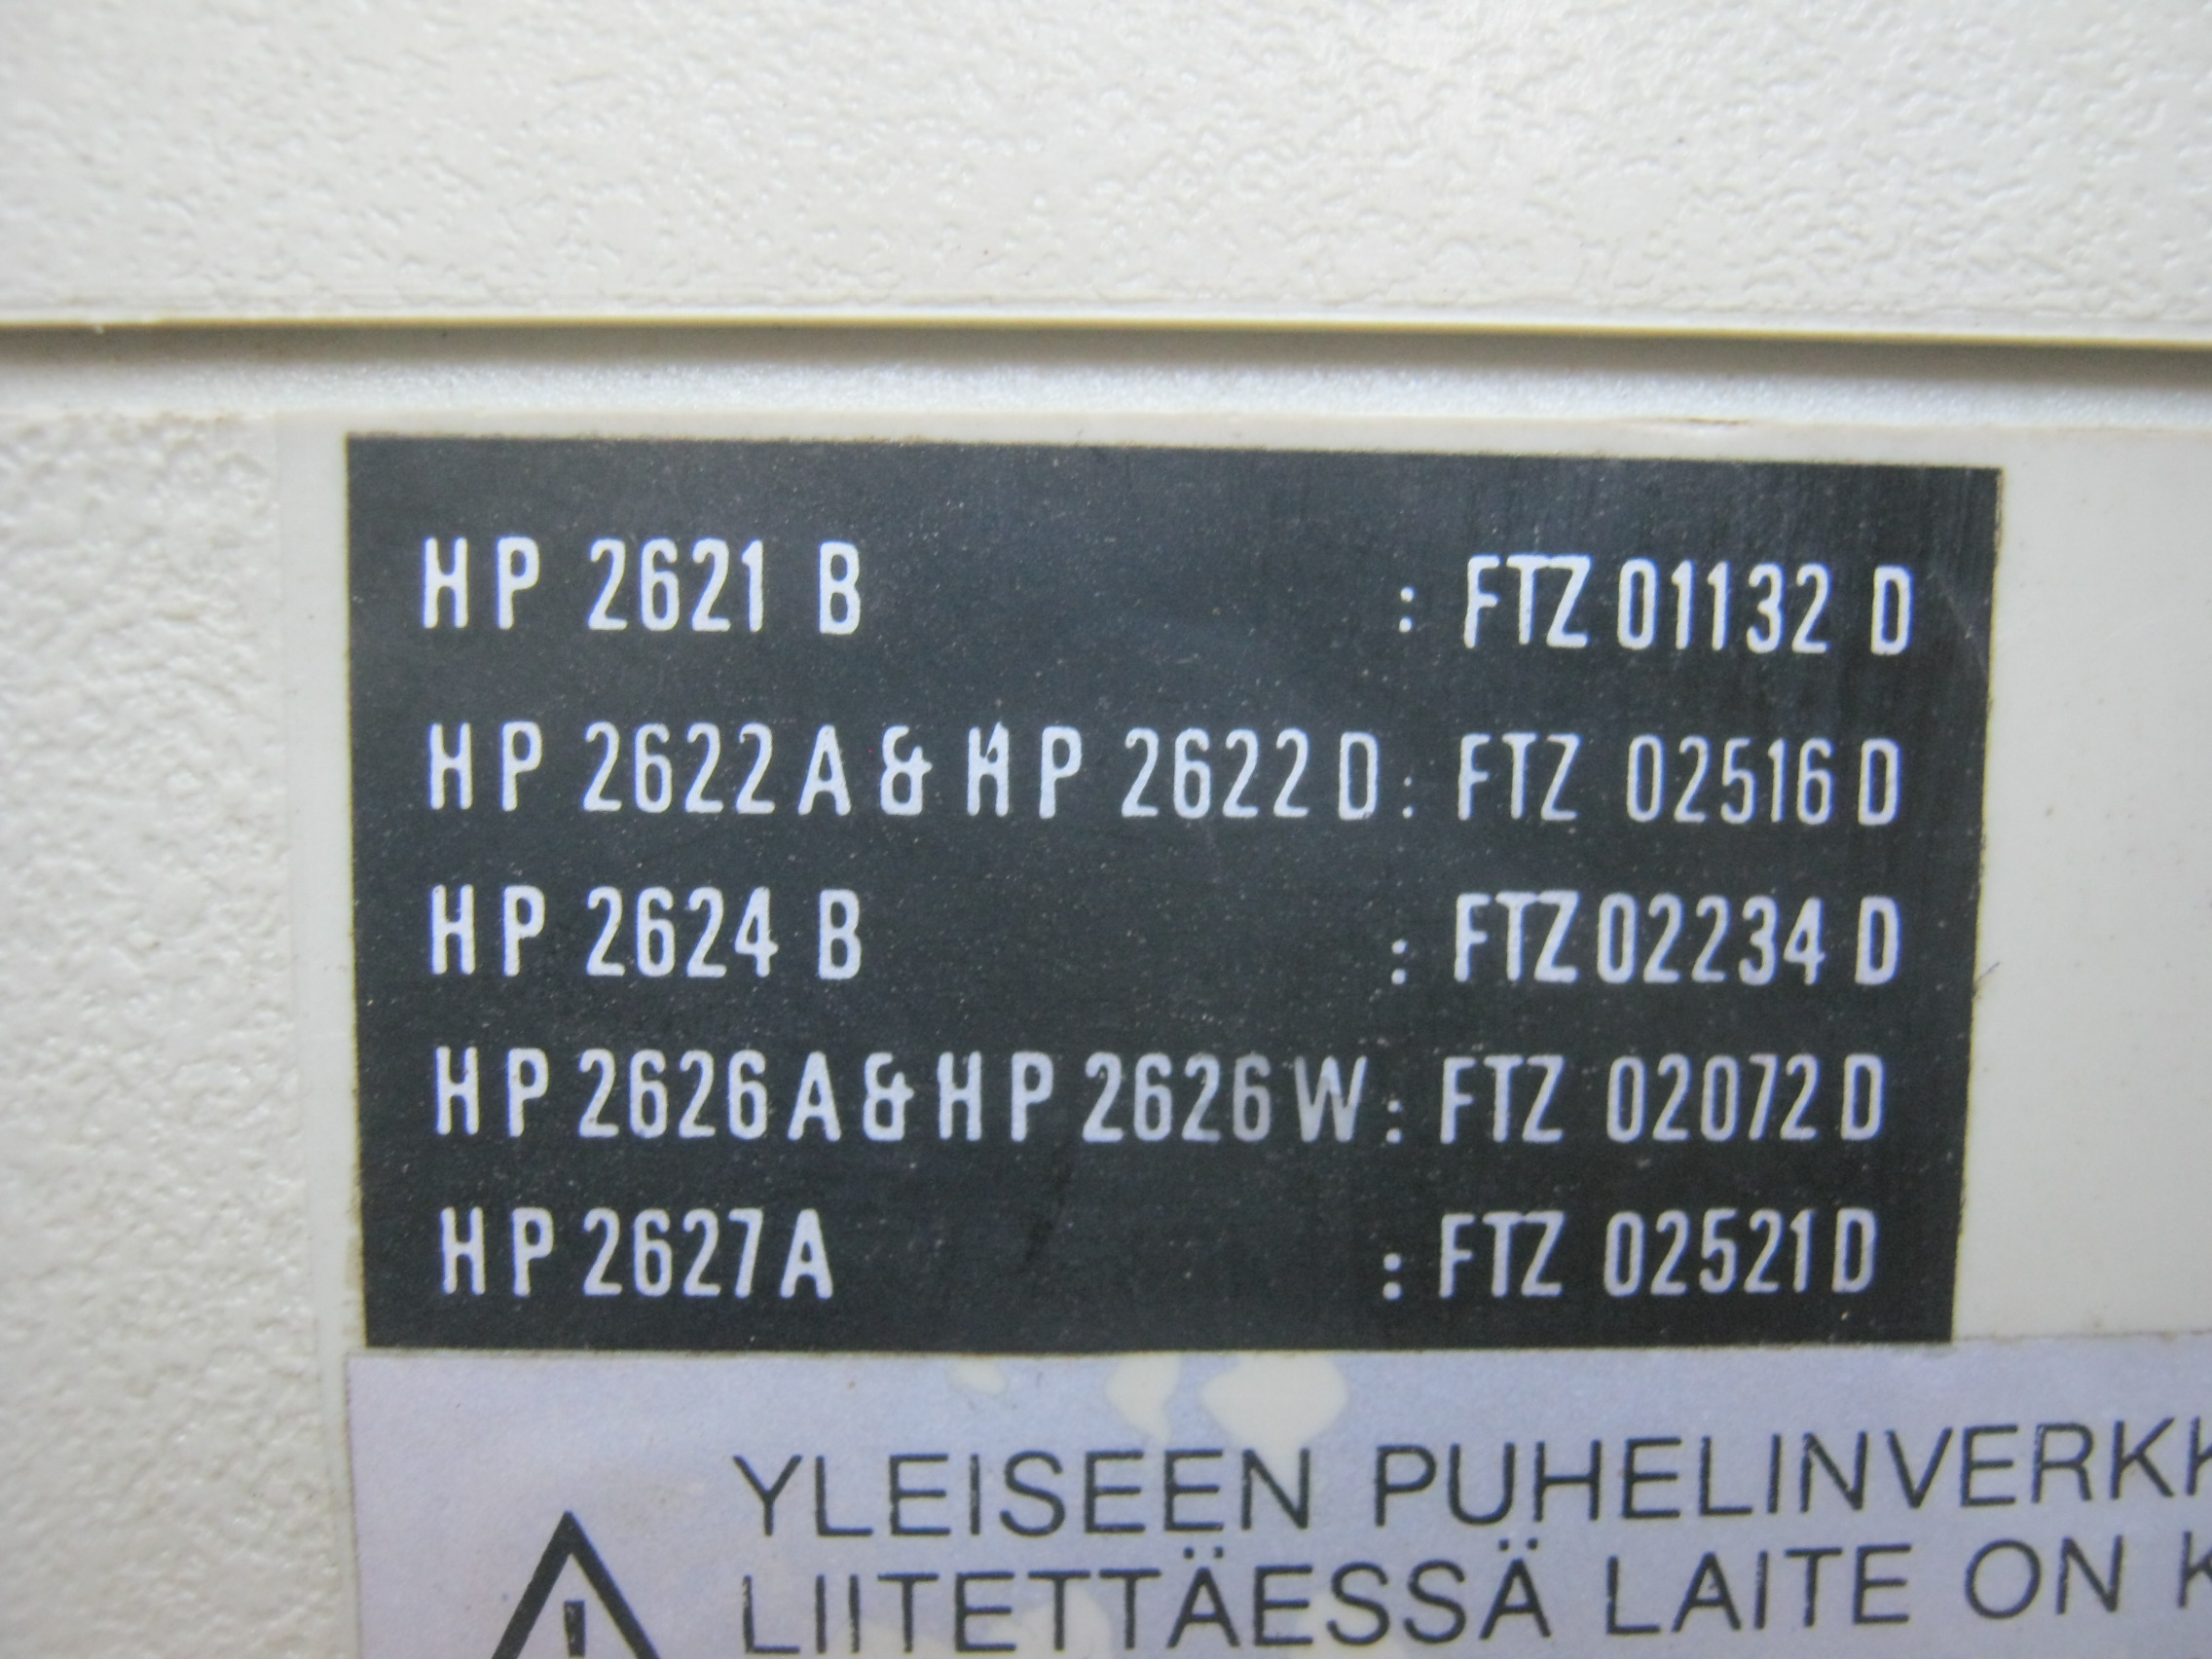 HP 2621 B : FTZ 01132 D
HP 2622 A & HP 2622 D : FTZ 02516 D
HP 2624 B : FTZ 02234 D
HP 2626 A & HP 2626 W : FTZ 02072 D
HP 2627 A : FTZ 02521 D
YLEISEEN
LIITETTÄESSÄ LAITE ON